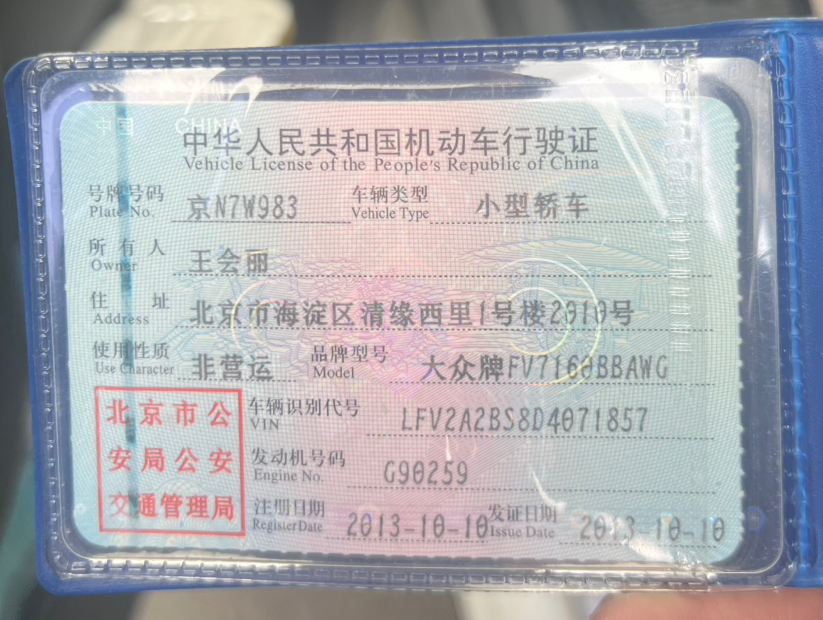 中国 CHINA
中华人民共和国机动车行驶证
Vehicle License of the People's Republic of China
号牌号码 京N7W983 车辆类型 小型轿车
Plate No. Vehicle Type
所有人 王会丽
Owner
住址 北京市海淀区清缘西里1号楼2010号
Address
使用性质 非营运 品牌型号 大众牌FV7160BBAWG
Use Character Model
北京市公
安局公安
交通管理局
车辆识别代号 LFV2A2BS8D4071857
VIN
发动机号码 G90259
Engine No.
注册日期 2013-10-10 发证日期 2013-10-10
Register Date Issue Date